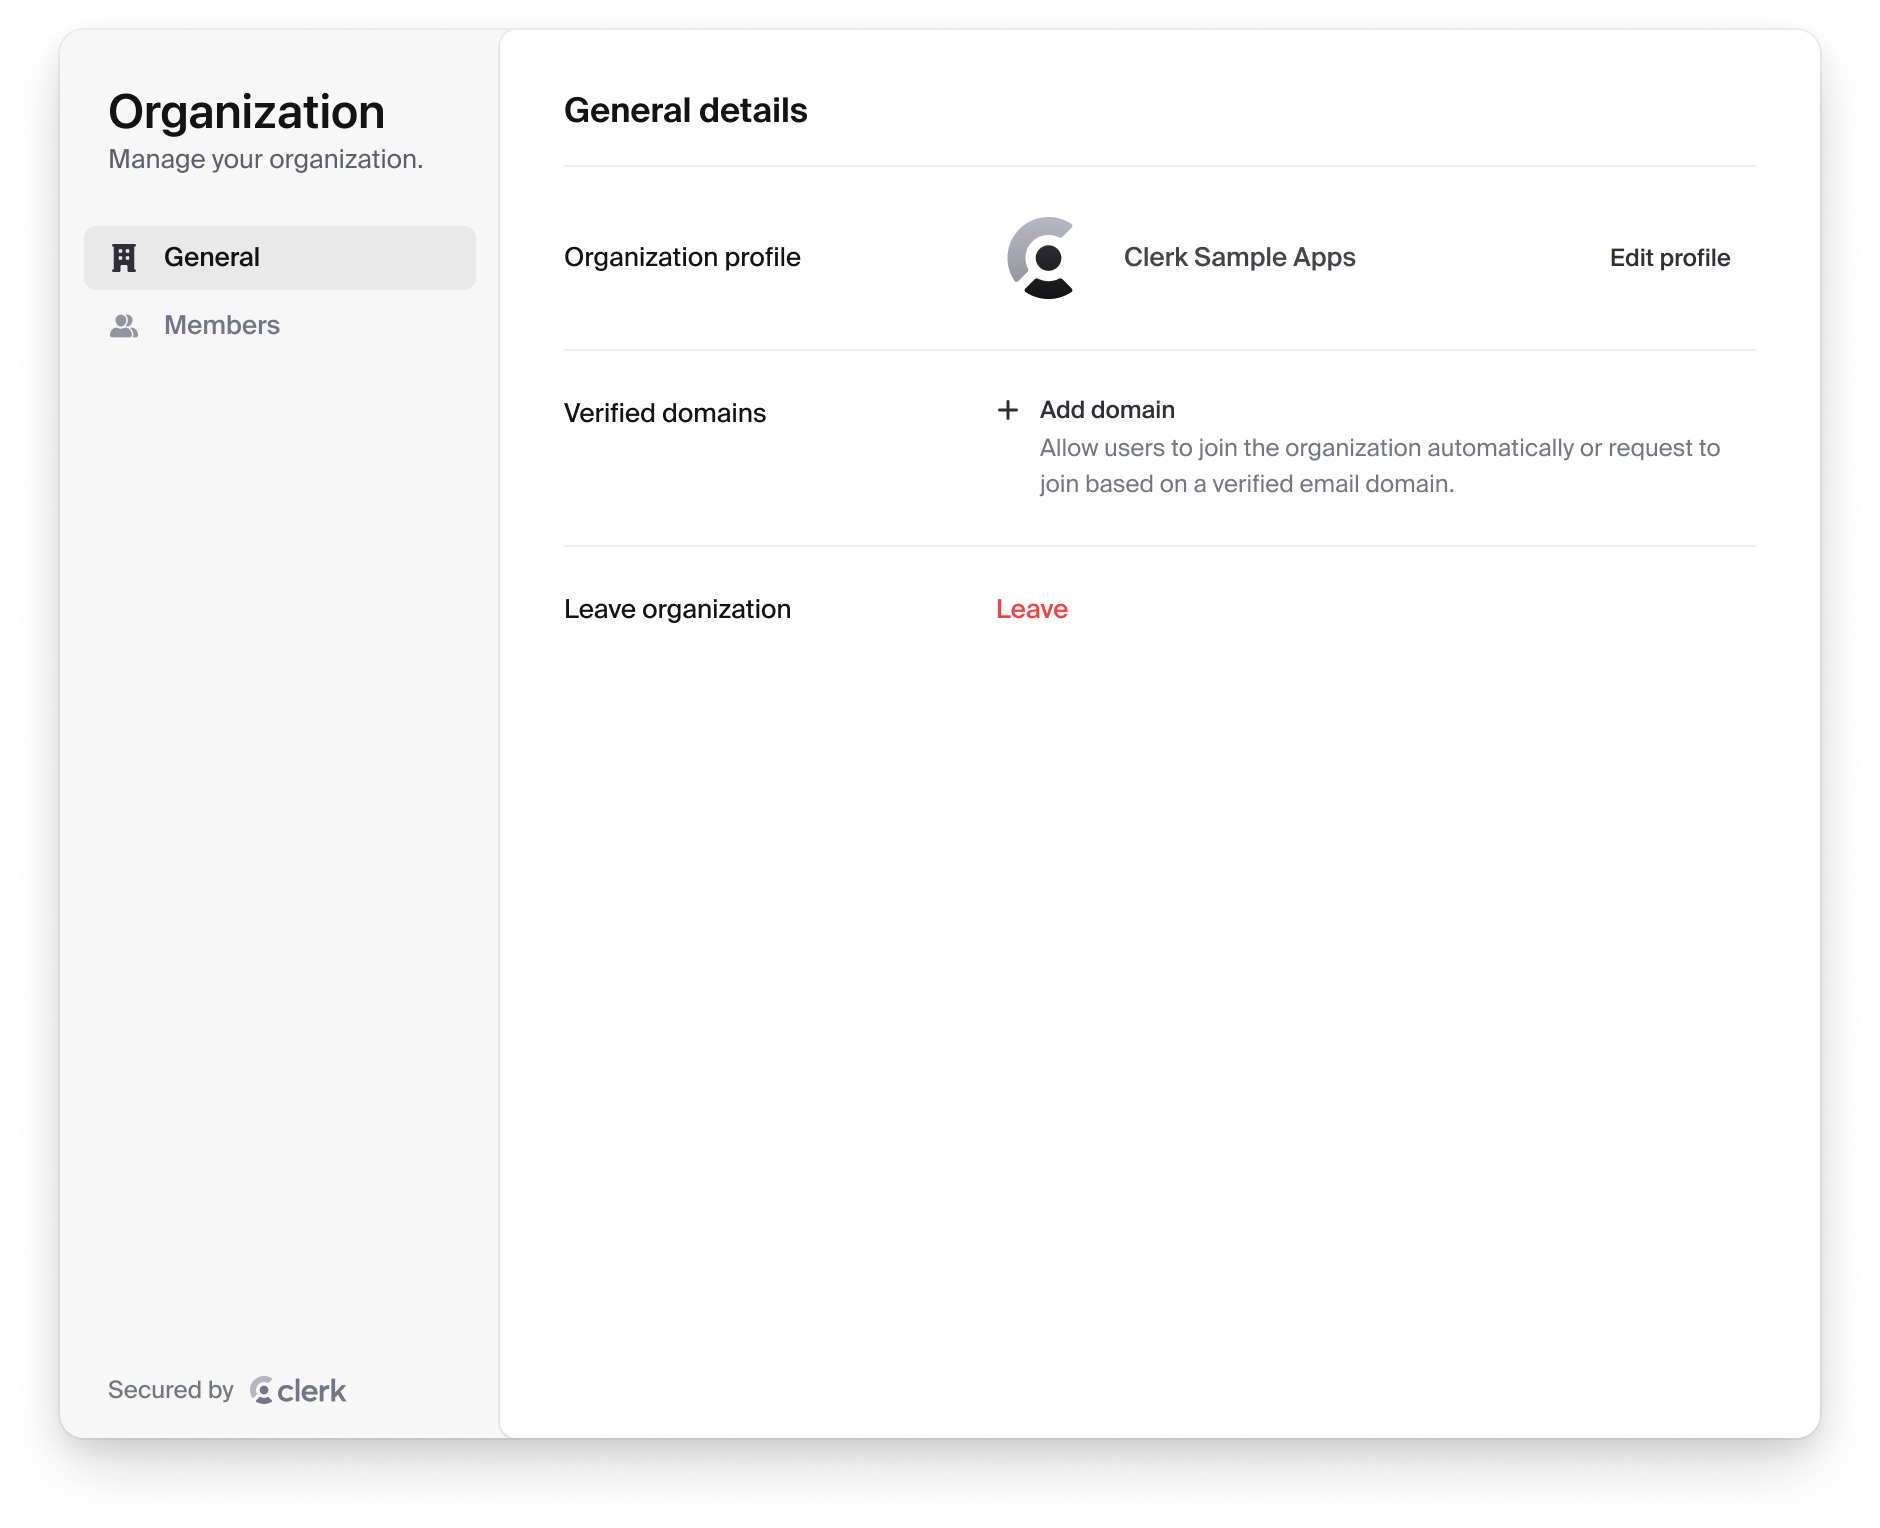 Organization
Manage your organization.
General
Members
Secured by clerk
General details
Organization profile
Clerk Sample Apps
Edit profile
Verified domains
Add domain
Allow users to join the organization automatically or request to
join based on a verified email domain.
Leave organization
Leave